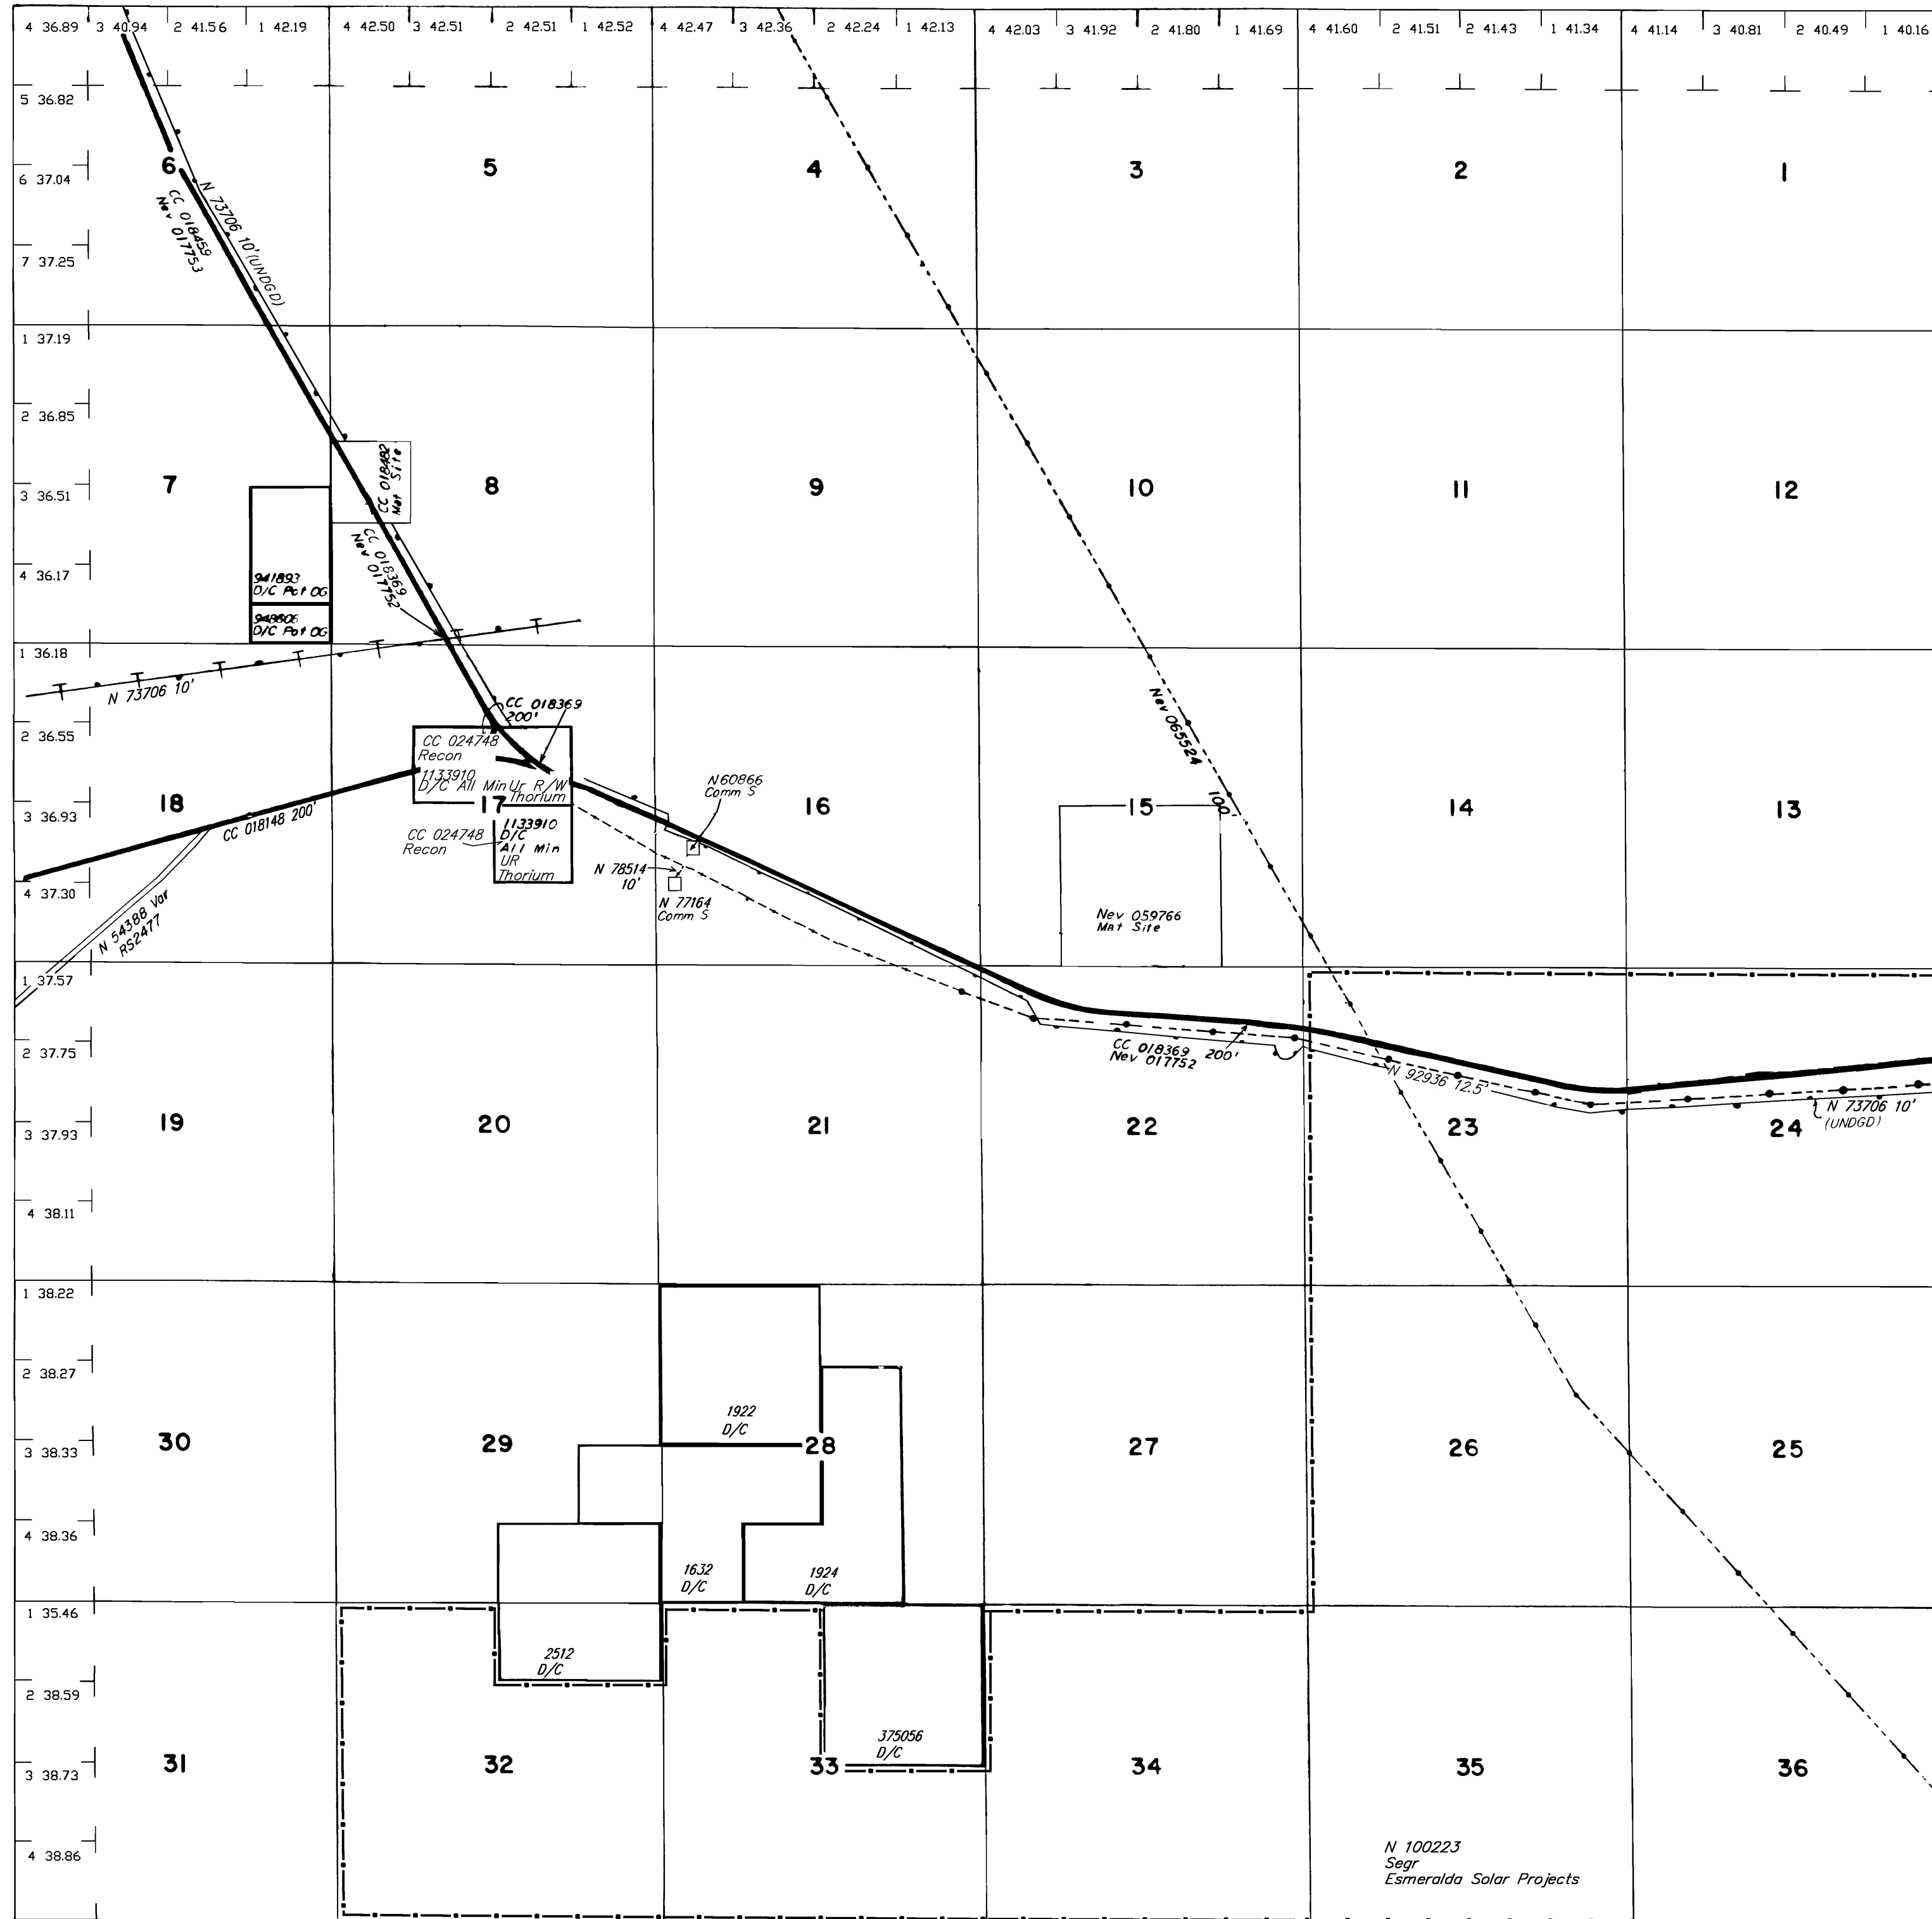 4 36.89 3 40.94 2 41.56 1 42.19 4 42.50 3 42.51 2 42.51 1 42.52 4 42.47 3 42.36 2 42.24 1 42.13 4 42.03 3 41.92 2 41.80 1 41.69 4 41.60 2 41.51 2 41.43 1 41.34 4 41.14 3 40.81 2 40.49 1 40.16
5 36.82
6 37.04
6 5 4 3 2 1
N 73706 10' (UNDGD)
CC 018459
Nev 017753
7 37.25
1 37.19
2 36.85
CC 018482
Mat Site
7 8 9 10 11 12
3 36.51
CC 018369
Nev 017752
4 36.17
941893
D/C Pot OG
948606
D/C Pot OG
1 36.18
N 73706 10'
CC 018369
200'
Nev 065524
100'
2 36.55
CC 024748
Recon
1133910
D/C All Min Ur R/W
Thorium
N60866
Comm S
18 17 16 15 14 13
3 36.93
CC 018148 200'
CC 024748
Recon
1133910
D/C
All Min
UR
Thorium
N 78514
10'
4 37.30
N 77164
Comm S
Nev 059766
Mat Site
N 54388 Var
RS2477
1 37.57
2 37.75
CC 018369 200'
Nev 017752
N 92936 12.5'
N 73706 10'
(UNDGD)
3 37.93
19 20 21 22 23 24
4 38.11
1 38.22
2 38.27
1922
D/C
30 29 28 27 26 25
3 38.33
4 38.36
1632
D/C
1924
D/C
1 35.46
2512
D/C
2 38.59
375056
D/C
31 32 33 34 35 36
3 38.73
4 38.86
N 100223
Segr
Esmeralda Solar Projects